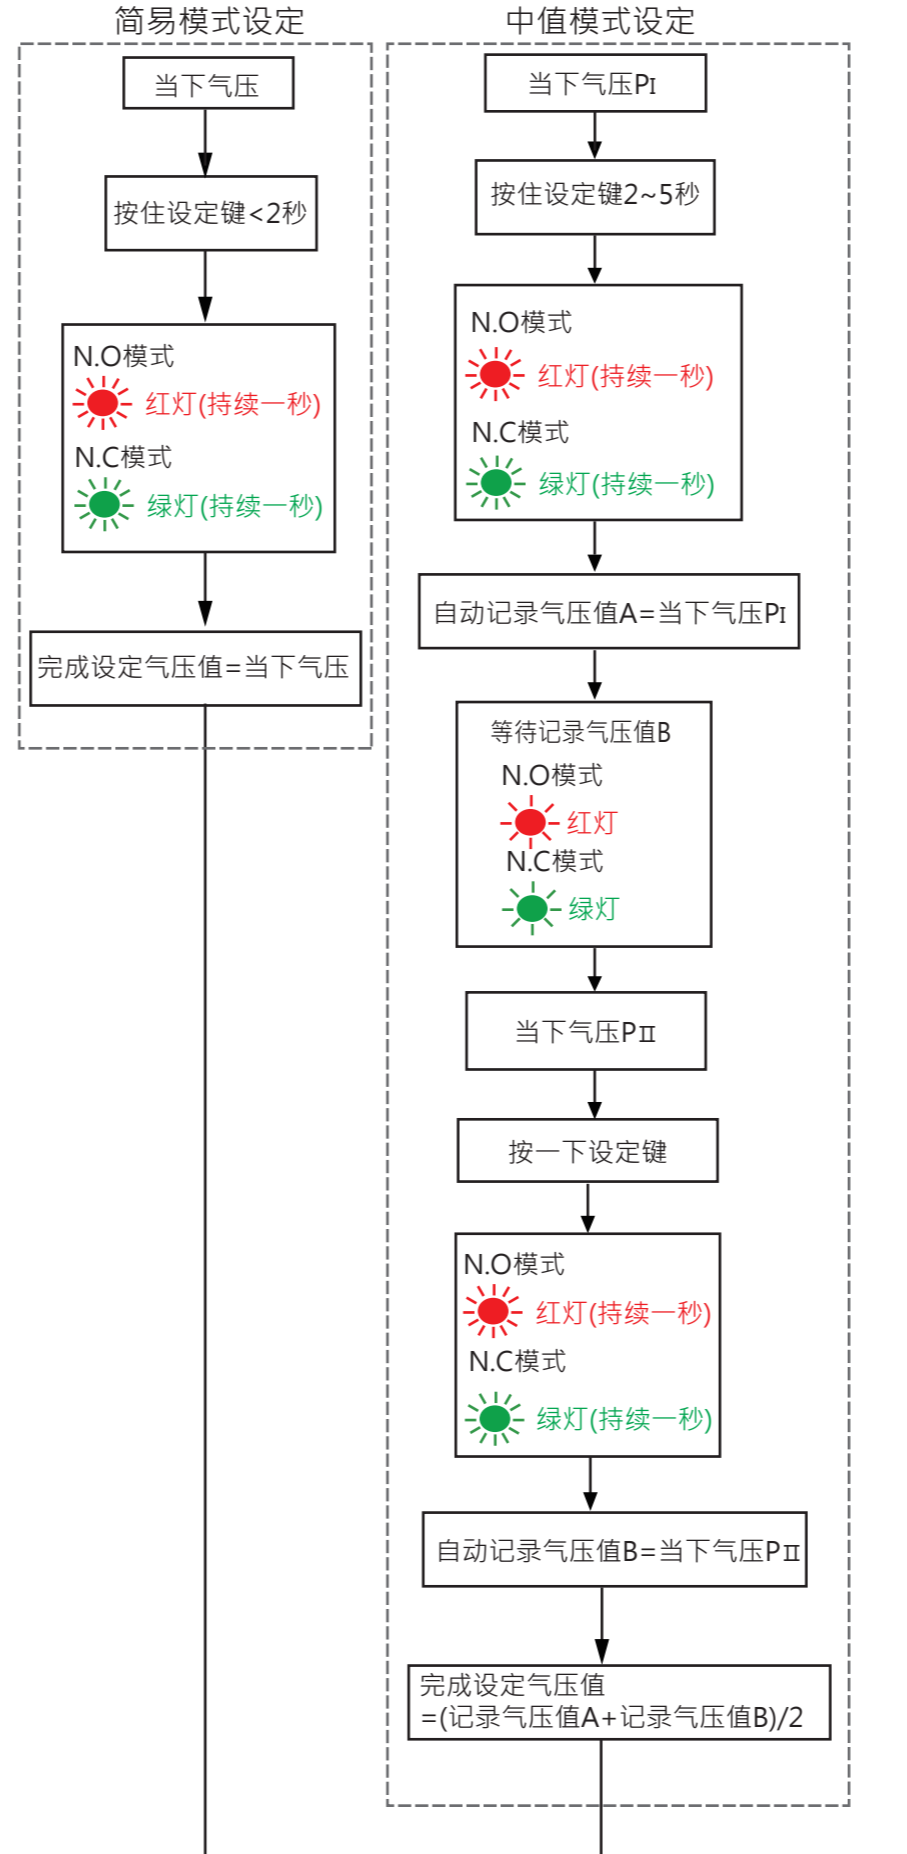 简易模式设定
当下气压
按住设定键<2秒
N.O模式
红灯(持续一秒)
N.C模式
绿灯(持续一秒)
完成设定气压值=当下气压
中值模式设定
当下气压PI
按住设定键2~5秒
N.O模式
红灯(持续一秒)
N.C模式
绿灯(持续一秒)
自动记录气压值A=当下气压PI
等待记录气压值B
N.O模式
红灯
N.C模式
绿灯
当下气压PⅡ
按一下设定键
N.O模式
红灯(持续一秒)
N.C模式
绿灯(持续一秒)
自动记录气压值B=当下气压PⅡ
完成设定气压值
=(记录气压值A+记录气压值B)/2